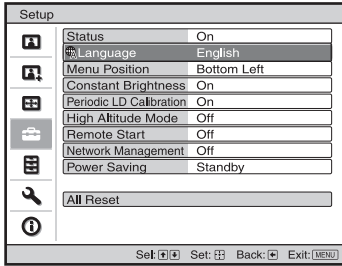 Setup
Status On
Language English
Menu Position Bottom Left
Constant Brightness On
Periodic LD Calibration On
High Altitude Mode Off
Remote Start Off
Network Management Off
Power Saving Standby
All Reset
Sel: Set: Back: Exit: MENU